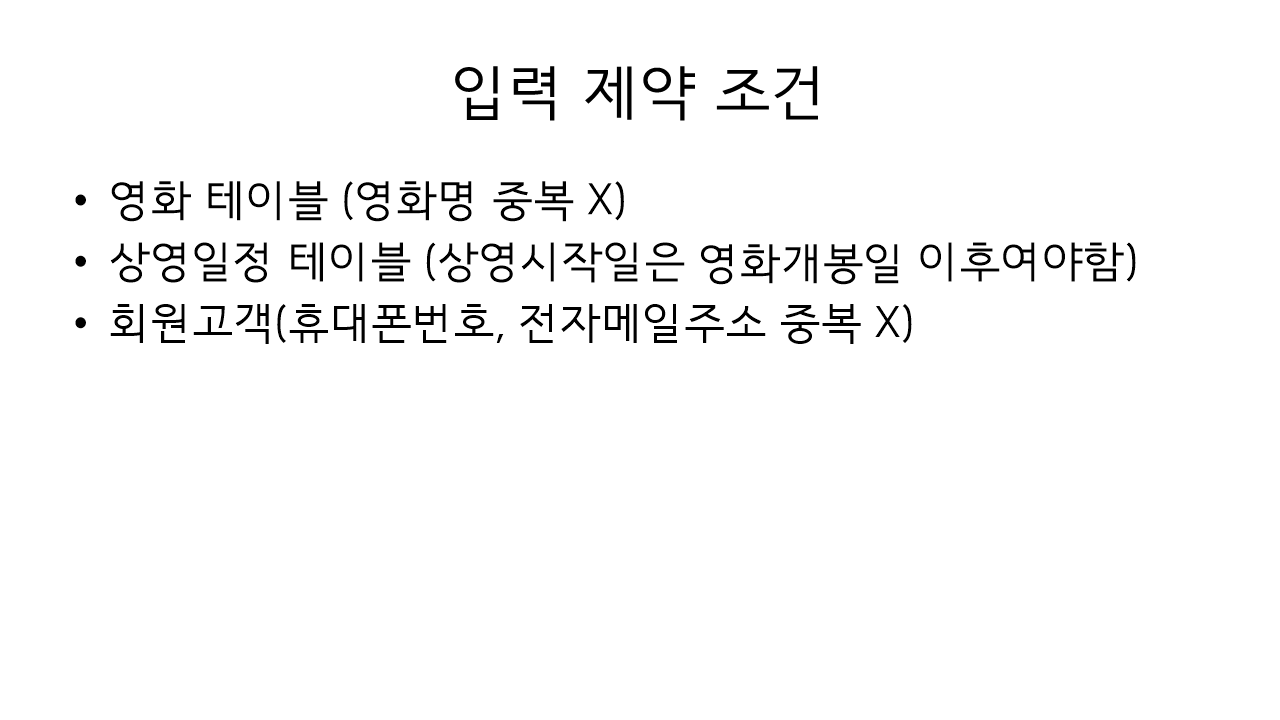 입력 제약 조건
• 영화 테이블 (영화명 중복 X)
• 상영일정 테이블 (상영시작일은 영화개봉일 이후여야함)
• 회원고객(휴대폰번호, 전자메일주소 중복 X)